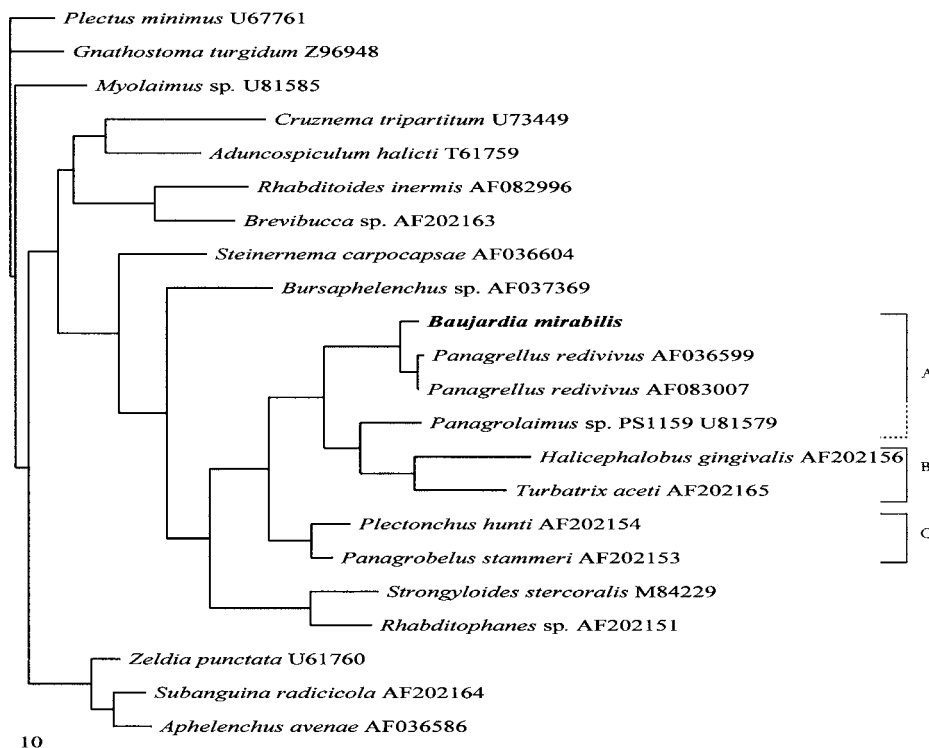 Plectus minimus U67761
Gnathostoma turgidum Z96948
Myolaimus sp. U81585
Cruznema tripartitum U73449
Aduncospiculum halicti T61759
Rhabditoides inermis AF082996
Brevibucca sp. AF202163
Steinernema carpocapsae AF036604
Bursaphelenchus sp. AF037369
Baujardia mirabilis
Panagrellus redivivus AF036599
A
Panagrellus redivivus AF083007
Panagrolaimus sp. PS1159 U81579
Halicephalobus gingivalis AF202156
B
Turbatrix aceti AF202165
Plectonchus hunti AF202154
C
Panagrobelus stammeri AF202153
Strongyloides stercoralis M84229
Rhabditophanes sp. AF202151
Zeldia punctata U61760
Subanguina radicicola AF202164
Aphelenchus avenae AF036586
10